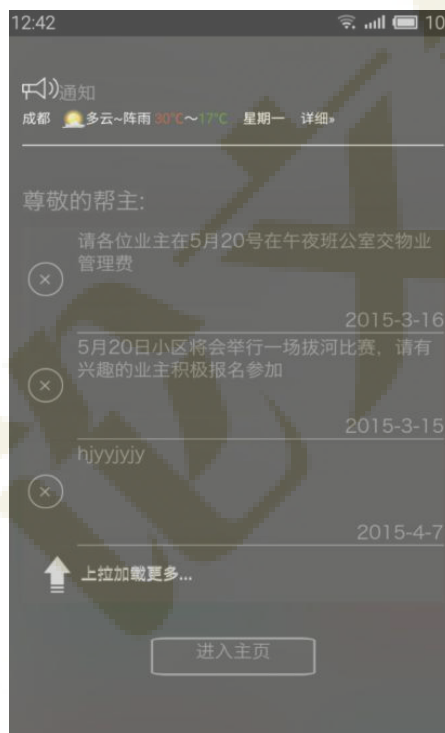 12:42 10
通知
成都 多云~阵雨 30℃～17℃ 星期一 详细»
尊敬的帮主:
请各位业主在5月20号在午夜班公室交物业
管理费
2015-3-16
5月20日小区将会举行一场拔河比赛，请有
兴趣的业主积极报名参加
2015-3-15
hjyyjyjy
2015-4-7
上拉加载更多...
进入主页